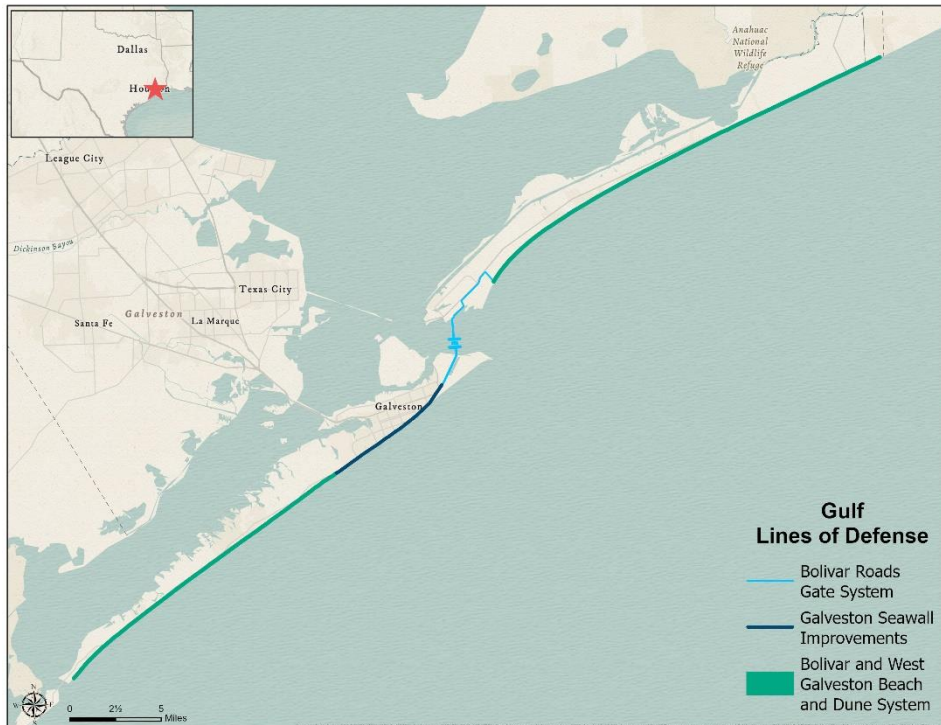 Dallas
Houston
Anahuac
National
Wildlife
Refuge
League City
Dickinson Bayou
Texas City
Galveston
La Marque
Santa Fe
Galveston
Gulf
Lines of Defense
Bolivar Roads
Gate System
Galveston Seawall
Improvements
Bolivar and West
Galveston Beach
and Dune System
N
W
E
S
0 2½ 5
Miles